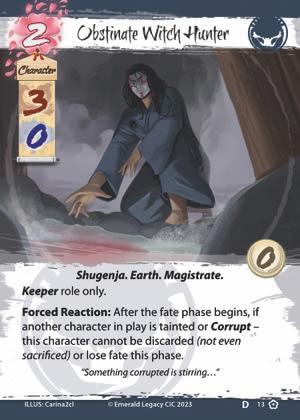 2
Obstinate Witch Hunter
Character
3
0
0
Shugenja. Earth. Magistrate.
Keeper role only.
Forced Reaction: After the fate phase begins, if
another character in play is tainted or Corrupt –
this character cannot be discarded (not even
sacrificed) or lose fate this phase.
"Something corrupted is stirring..."
ILLUS: Carina2cl
© Emerald Legacy CIC 2023
D 13